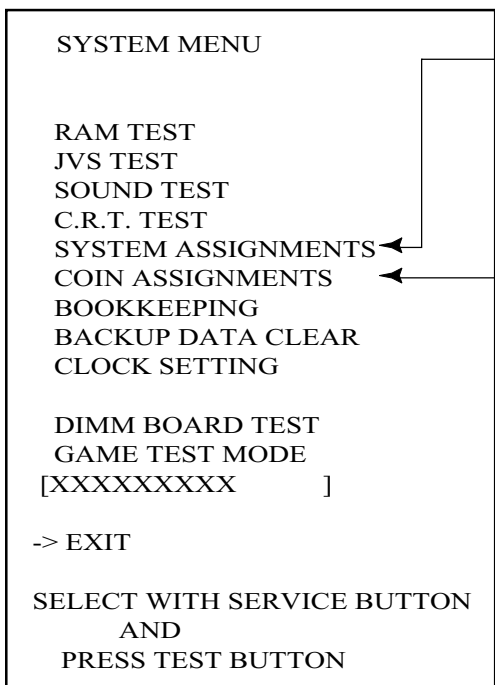 SYSTEM MENU
RAM TEST
JVS TEST
SOUND TEST
C.R.T. TEST
SYSTEM ASSIGNMENTS
COIN ASSIGNMENTS
BOOKKEEPING
BACKUP DATA CLEAR
CLOCK SETTING
DIMM BOARD TEST
GAME TEST MODE
[XXXXXXXXX ]
-> EXIT
SELECT WITH SERVICE BUTTON
AND
PRESS TEST BUTTON